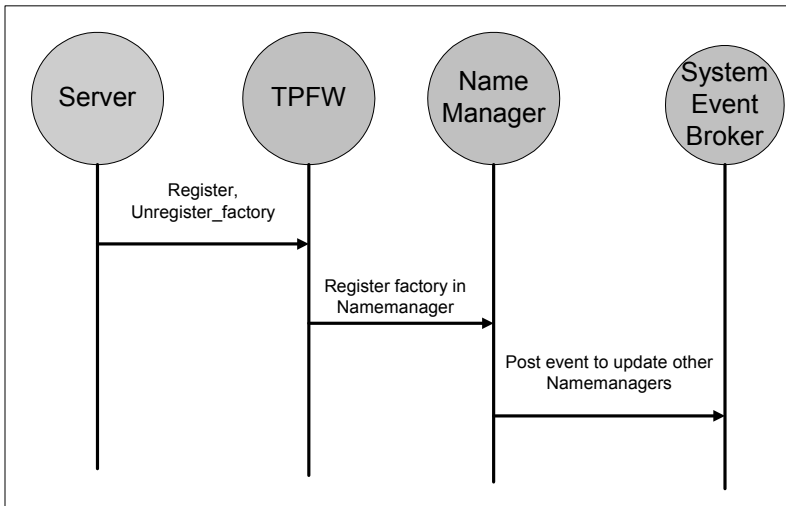 Server
TPFW
Name
Manager
System
Event
Broker
Register,
Unregister_factory
Register factory in
Namemanager
Post event to update other
Namemanagers